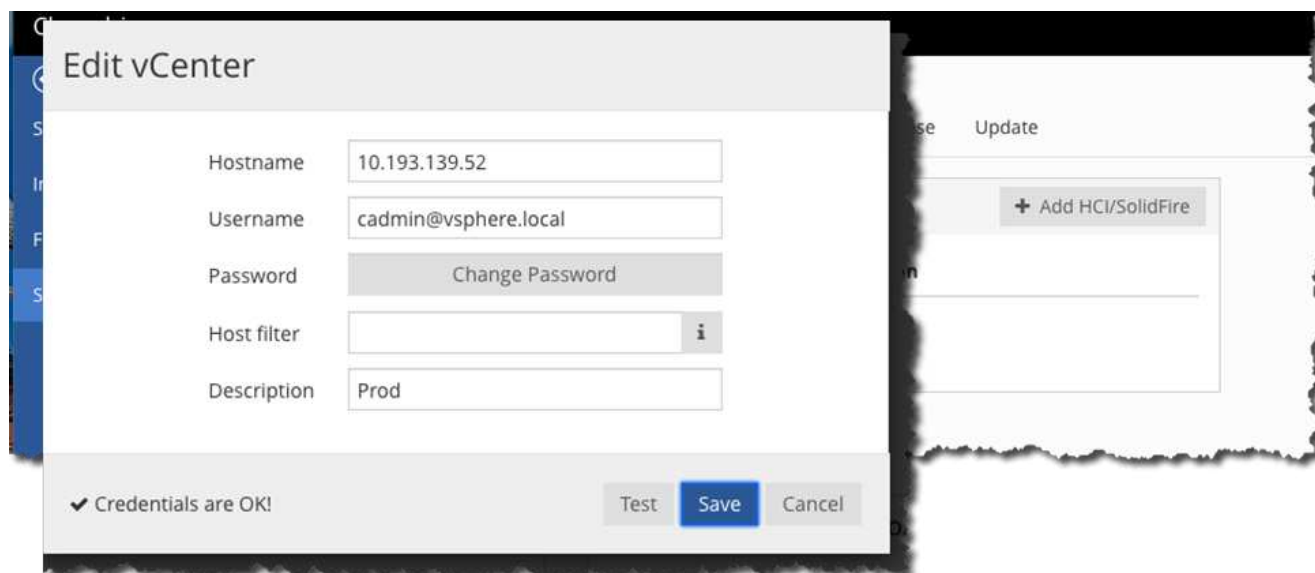 Edit vCenter
Hostname 10.193.139.52
Username cadmin@vsphere.local
Password Change Password
Host filter i
Description Prod
✔ Credentials are OK! Test Save Cancel
Update
+ Add HCI/SolidFire